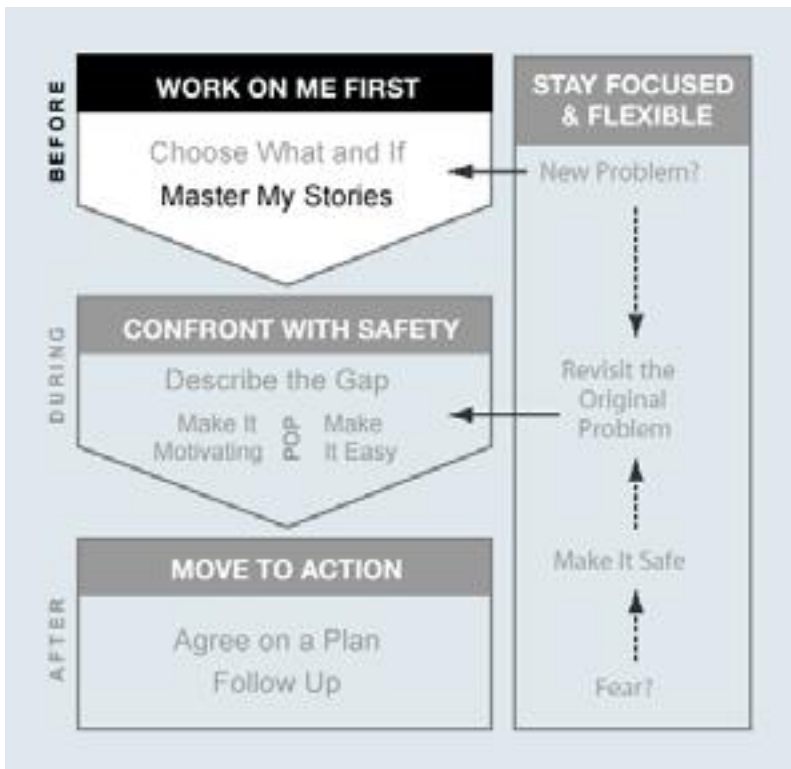 BEFORE
WORK ON ME FIRST
Choose What and If
Master My Stories
DURING
CONFRONT WITH SAFETY
Describe the Gap
Make It
Motivating
POP
Make
It Easy
AFTER
MOVE TO ACTION
Agree on a Plan
Follow Up
STAY FOCUSED
& FLEXIBLE
New Problem?
Revisit the
Original
Problem
Make It Safe
Fear?